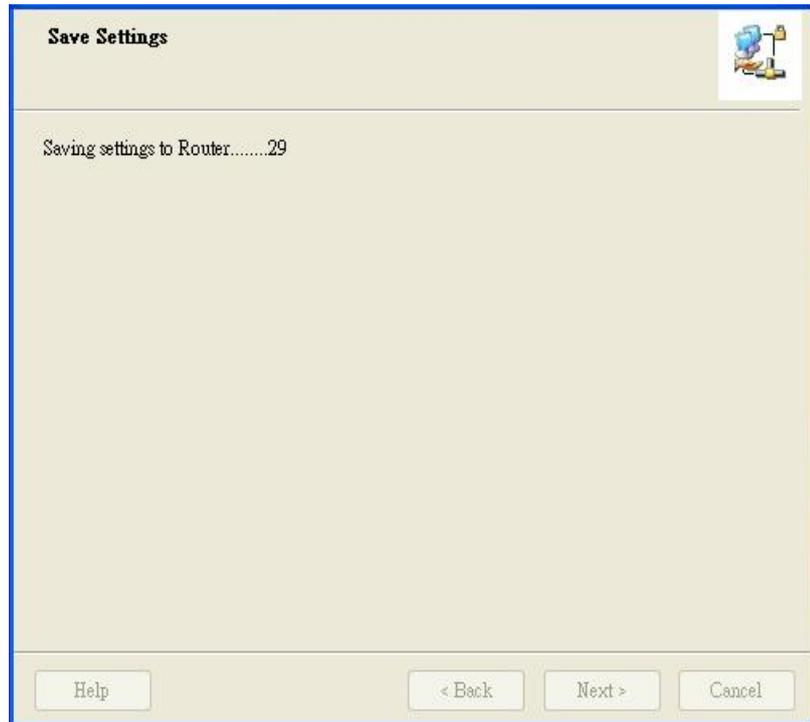 Save Settings
Saving settings to Router........29
Help
< Back
Next >
Cancel